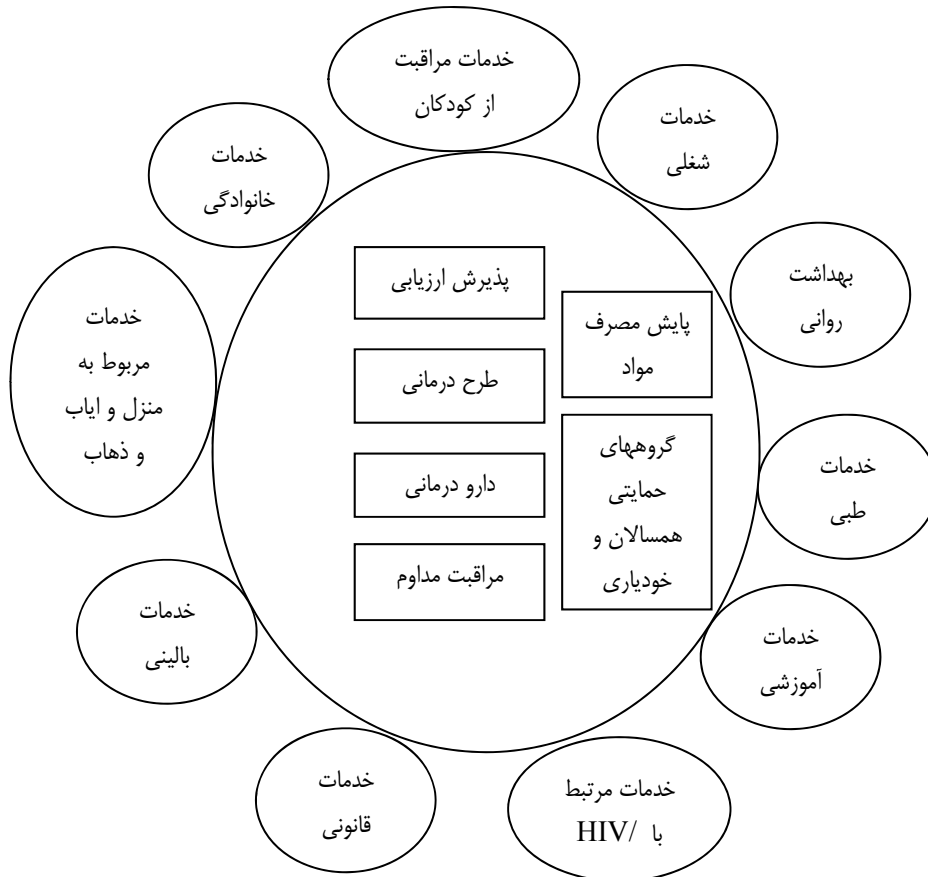 خدمات مراقبت
از کودکان
خدمات
شغلی
خدمات
خانوادگی
بهداشت
روانی
خدمات
مربوط به
منزل و ایاب
و ذهاب
پذیرش ارزیابی
پایش مصرف
مواد
طرح درمانی
گروههای
حمایتی
همسالان و
خودیاری
دارو درمانی
مراقبت مداوم
خدمات
طبی
خدمات
بالینی
خدمات
آموزشی
خدمات
قانونی
خدمات مرتبط
با HIV/